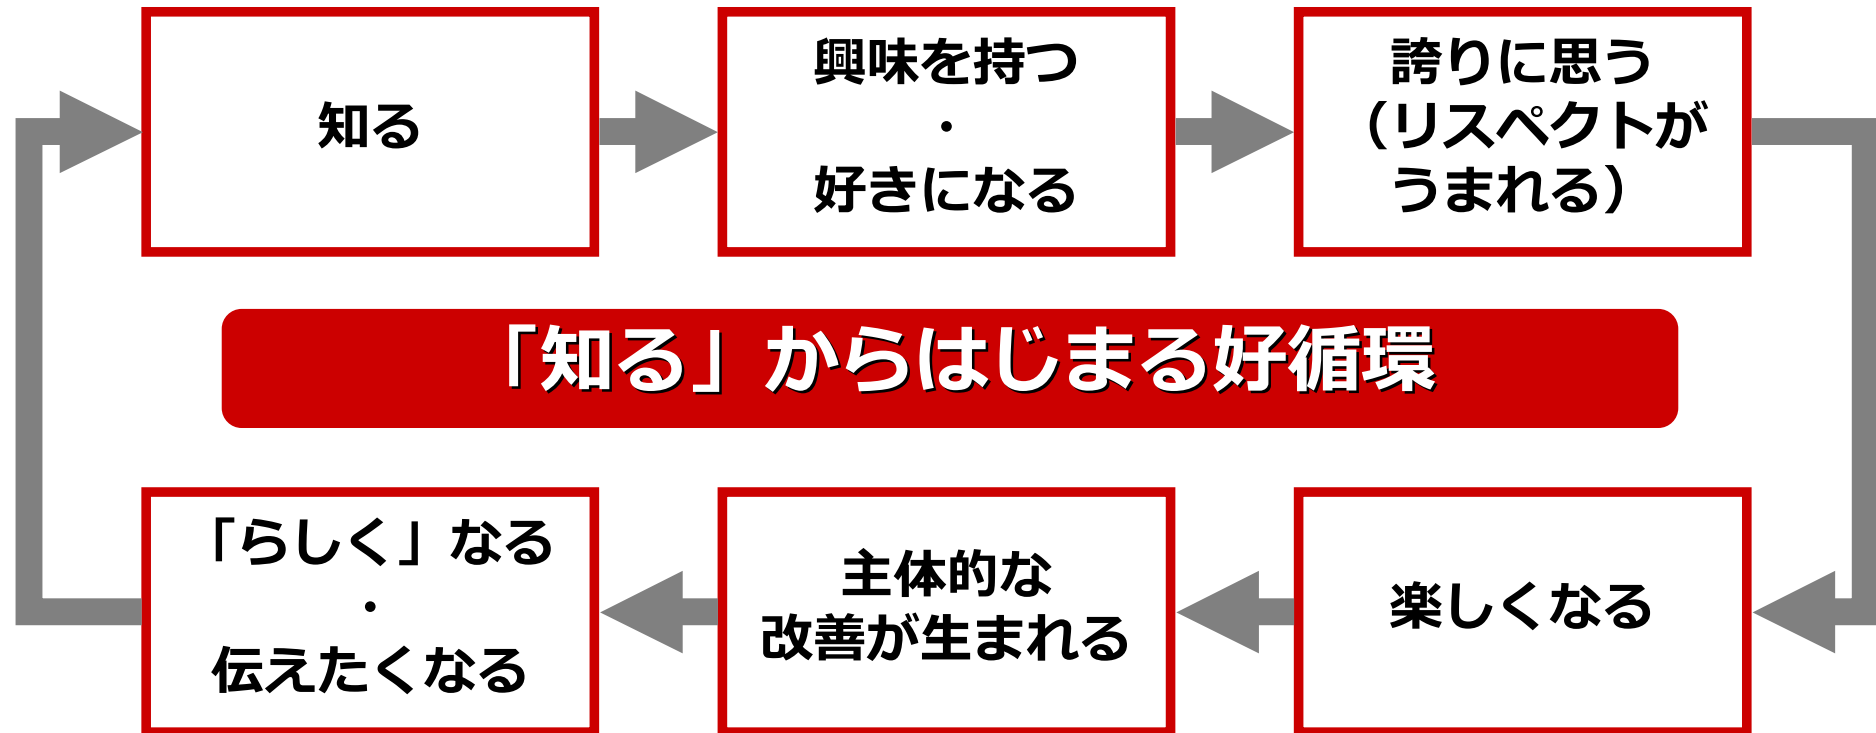 知る
興味を持つ
・
好きになる
誇りに思う
（リスペクトが
うまれる）
「知る」からはじまる好循環
「らしく」なる
・
伝えたくなる
主体的な
改善が生まれる
楽しくなる